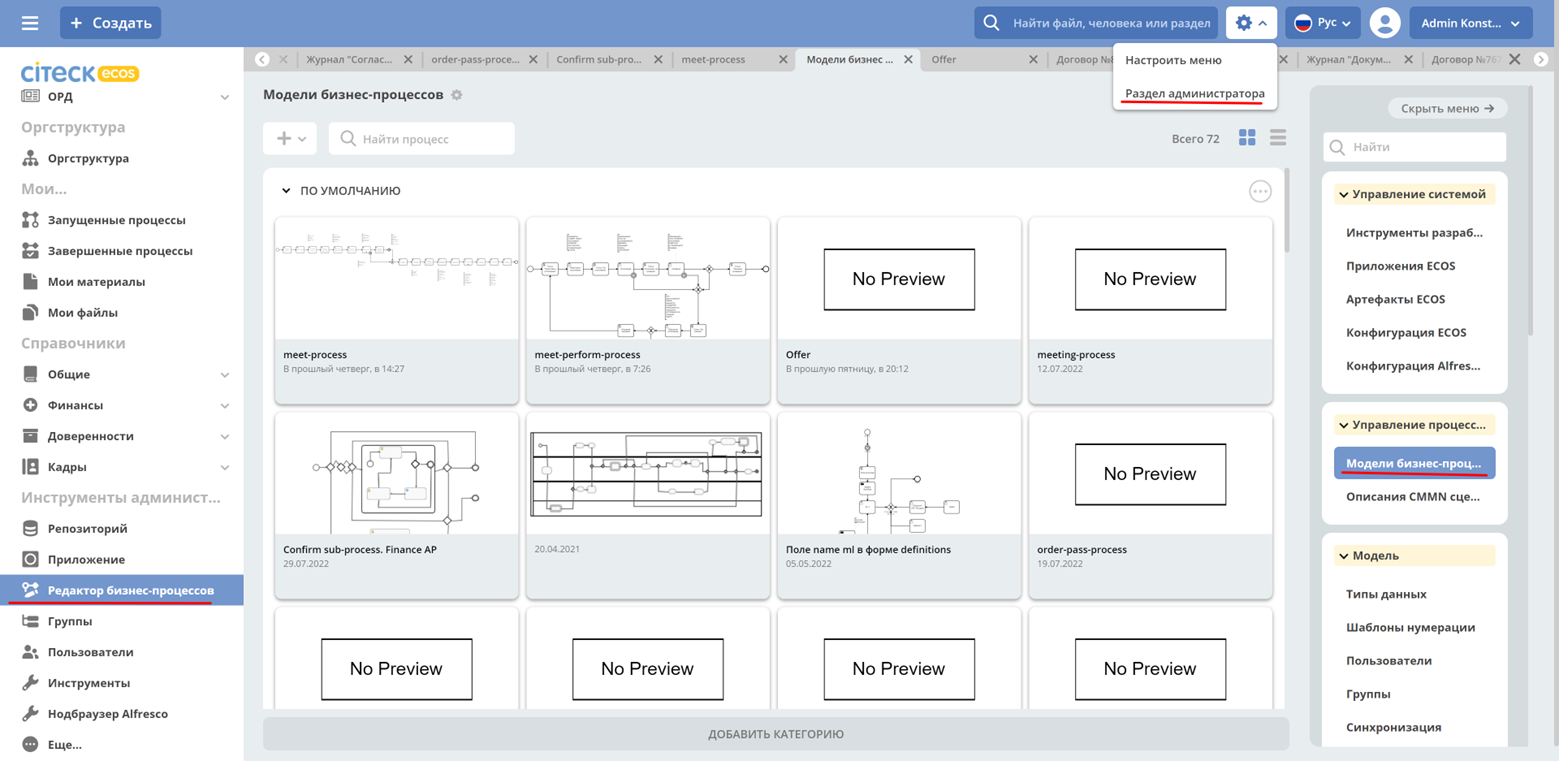 Создать
Найти файл, человека или раздел
Рус
Admin Konst...
Настроить меню
Раздел администратора
Журнал "Соглас...
order-pass-proce...
Confirm sub-pro...
meet-process
Модели бизнес ...
Offer
Договор №
Журнал "Докум...
Договор №767
citeck ecos
ОРД
Оргструктура
Оргструктура
Мои...
Запущенные процессы
Завершенные процессы
Мои материалы
Мои файлы
Справочники
Общие
Финансы
Доверенности
Кадры
Инструменты админист...
Репозиторий
Приложение
Редактор бизнес-процессов
Группы
Пользователи
Инструменты
Нодбраузер Alfresco
Еще...
Модели бизнес-процессов
Найти процесс
Всего 72
ПО УМОЛЧАНИЮ
meet-process
В прошлый четверг, в 14:27
meet-perform-process
В прошлый четверг, в 7:26
No Preview
Offer
В прошлую пятницу, в 20:12
No Preview
meeting-process
12.07.2022
Confirm sub-process. Finance AP
29.07.2022
20.04.2021
Поле name ml в форме definitions
05.05.2022
No Preview
order-pass-process
19.07.2022
No Preview
No Preview
No Preview
No Preview
ДОБАВИТЬ КАТЕГОРИЮ
Скрыть меню
Найти
Управление системой
Инструменты разраб...
Приложения ECOS
Артефакты ECOS
Конфигурация ECOS
Конфигурация Alfres...
Управление процесс...
Модели бизнес-проц...
Описания CMMN сце...
Модель
Типы данных
Шаблоны нумерации
Пользователи
Группы
Синхронизация